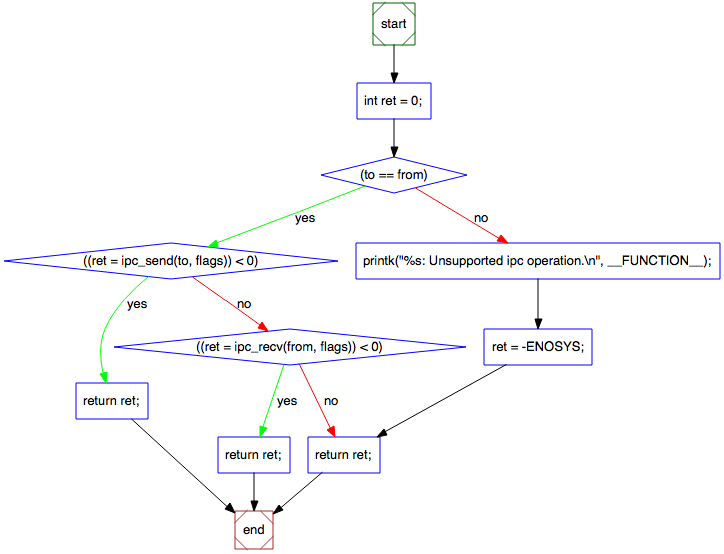 start
int ret = 0;
(to == from)
yes
no
((ret = ipc_send(to, flags)) < 0)
printk("%s: Unsupported ipc operation.\n", __FUNCTION__);
yes
no
((ret = ipc_recv(from, flags)) < 0)
ret = -ENOSYS;
yes
no
return ret;
return ret;
return ret;
end